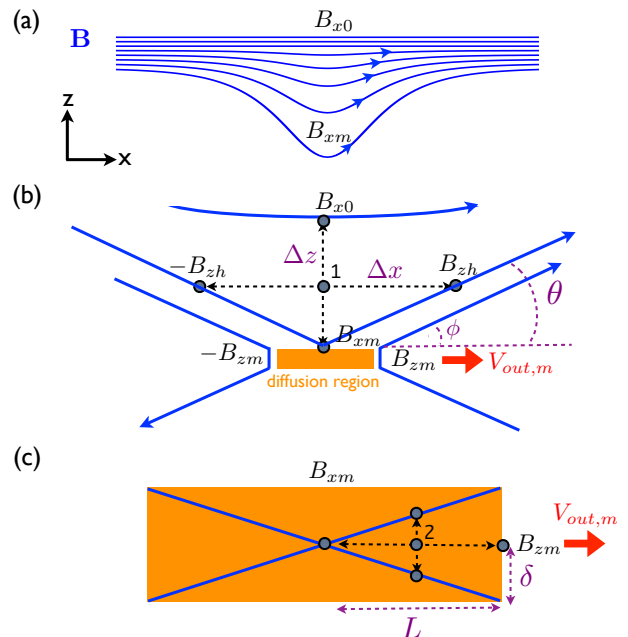 (a)
B_{x0}
B
z
B_{xm}
x
(b)
B_{x0}
−B_{zh} Δz 1 Δx B_{zh}
θ
ϕ
B_{xm}
−B_{zm} B_{zm} V_{out,m}
diffusion region
(c)
B_{xm}
V_{out,m}
2
B_{zm}
δ
L